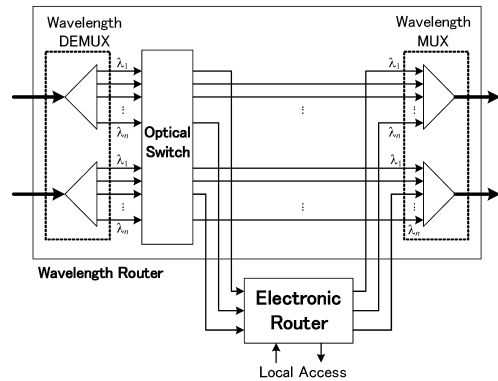 Wavelength
DEMUX
Wavelength
MUX
λ1
⋮
λn
λ1
⋮
λn
Optical
Switch
⋮
⋮
λ1
⋮
λn
λ1
⋮
λn
Wavelength Router
Electronic
Router
Local Access